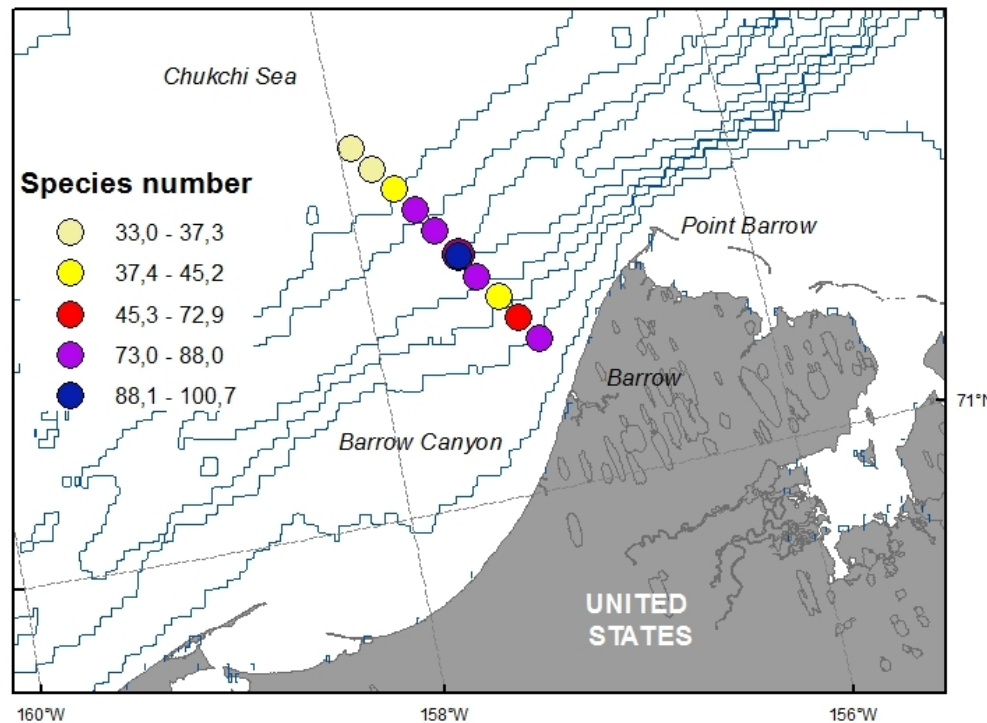 Chukchi Sea
Species number
33,0 - 37,3
37,4 - 45,2
45,3 - 72,9
73,0 - 88,0
88,1 - 100,7
Point Barrow
Barrow
71°N
Barrow Canyon
UNITED
STATES
160°W
158°W
156°W